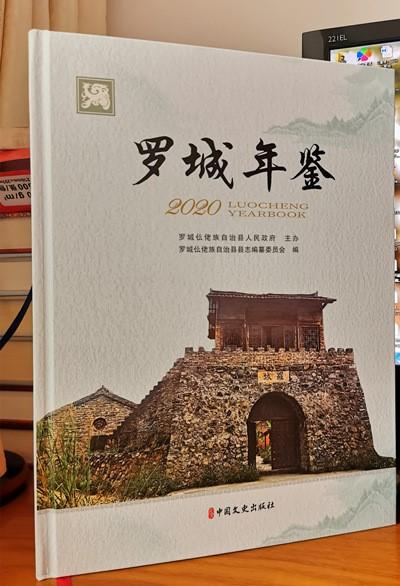 221EL
罗城年鉴
2020 LUOCHENG
YEARBOOK
罗城仫佬族自治县人民政府 主办
罗城仫佬族自治县县志编纂委员会 编
中国文史出版社